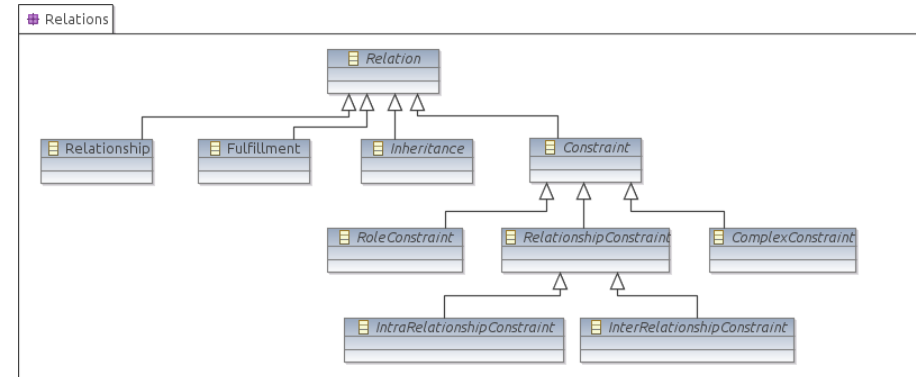 Relations
Relation
Relationship
Fulfillment
Inheritance
Constraint
RoleConstraint
RelationshipConstraint
ComplexConstraint
IntraRelationshipConstraint
InterRelationshipConstraint